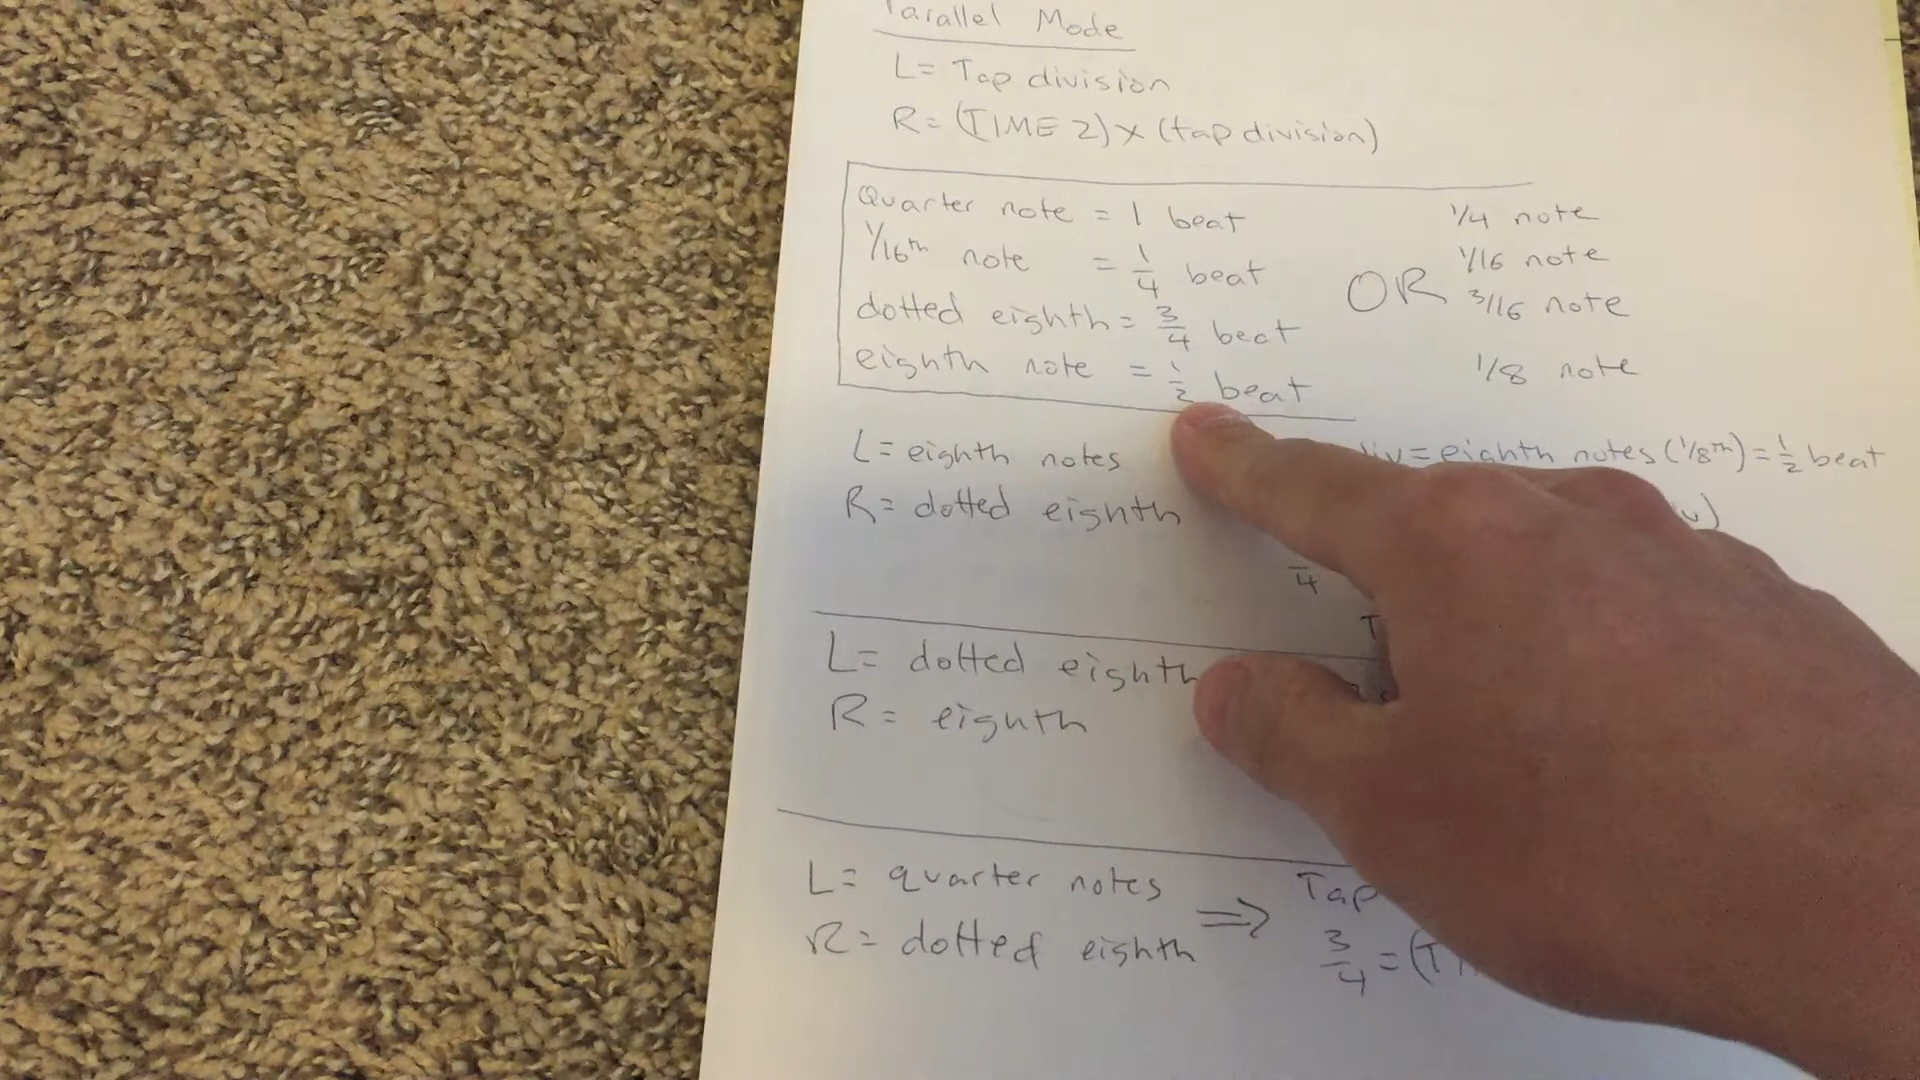 Parallel Mode
L= Tap division
R= (TIME 2) x (tap division)
Quarter note = 1 beat
1/16th note = 1/4 beat
dotted eighth = 3/4 beat
eighth note = 1/2 beat
OR
1/4 note
1/16 note
3/16 note
1/8 note
L= eighth notes
R= dotted eighth
= eighth notes (1/8th) = 1/2 beat
4
L= dotted eighth
R= eighth
L= quarter notes
R= dotted eighth
⇒ Tap
3/4 = (T